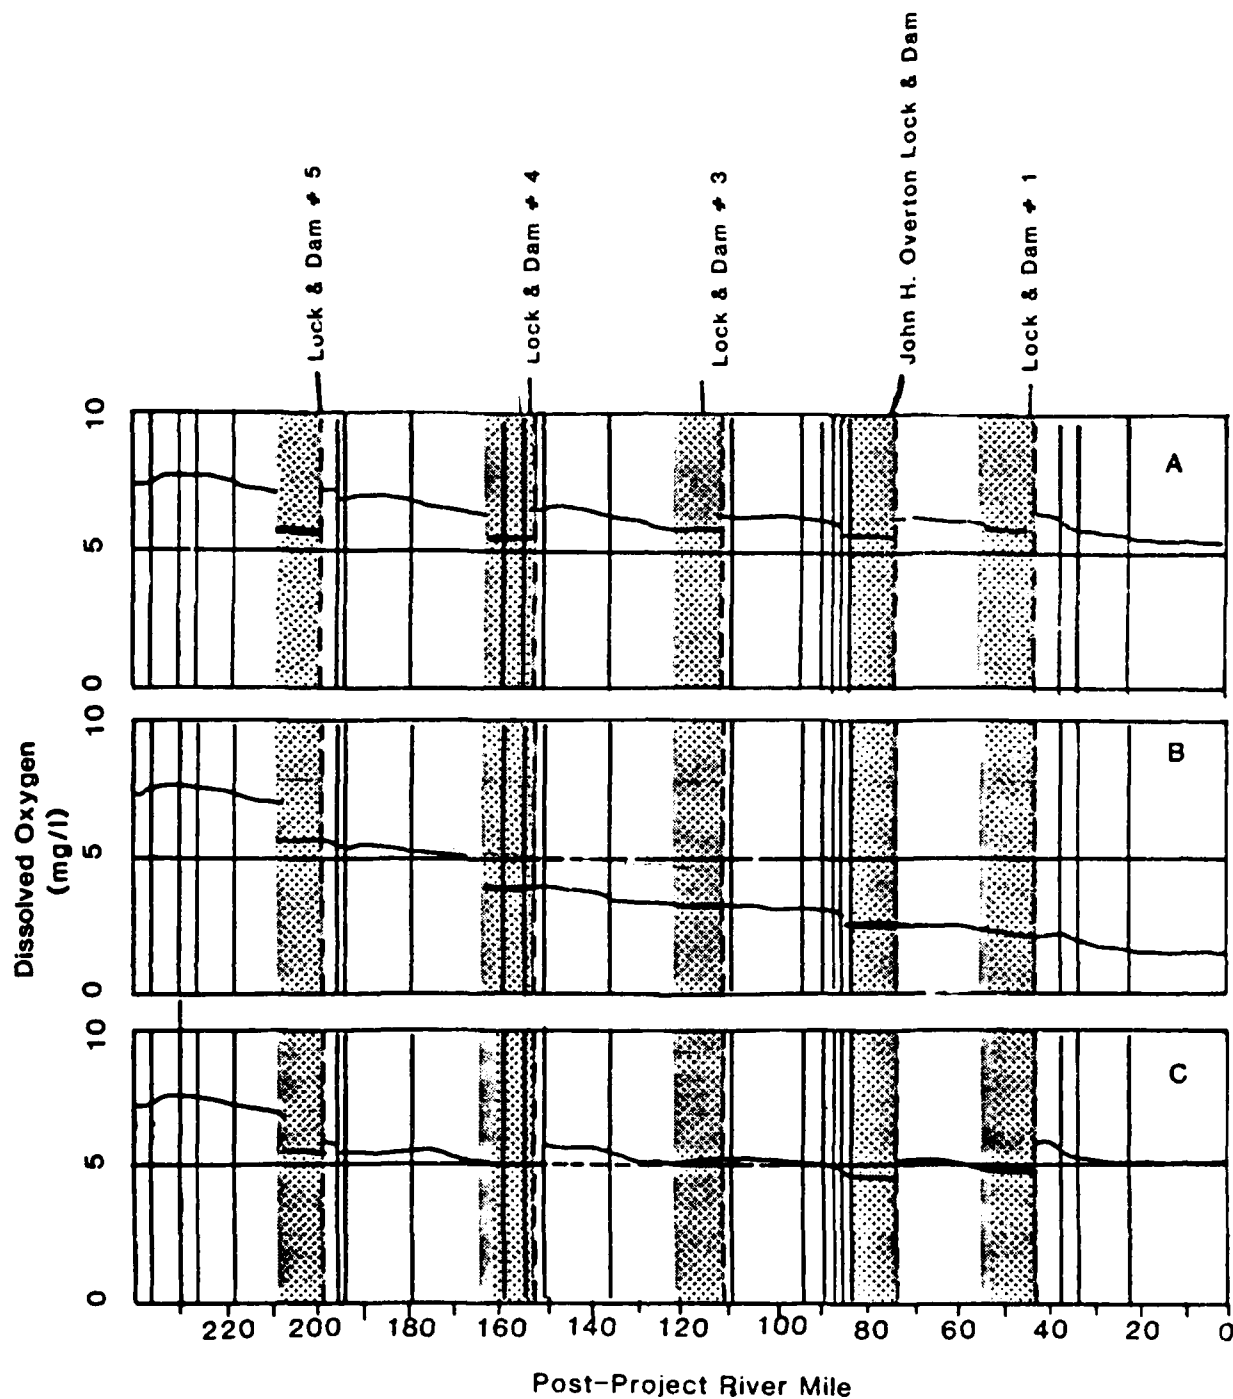 Lock & Dam # 5
Lock & Dam # 4
Lock & Dam # 3
John H. Overton Lock & Dam
Lock & Dam # 1
10
A
5
0
10
B
5
0
10
C
5
0
Dissolved Oxygen
(mg/l)
220 200 180 160 140 120 100 80 60 40 20 0
Post-Project River Mile